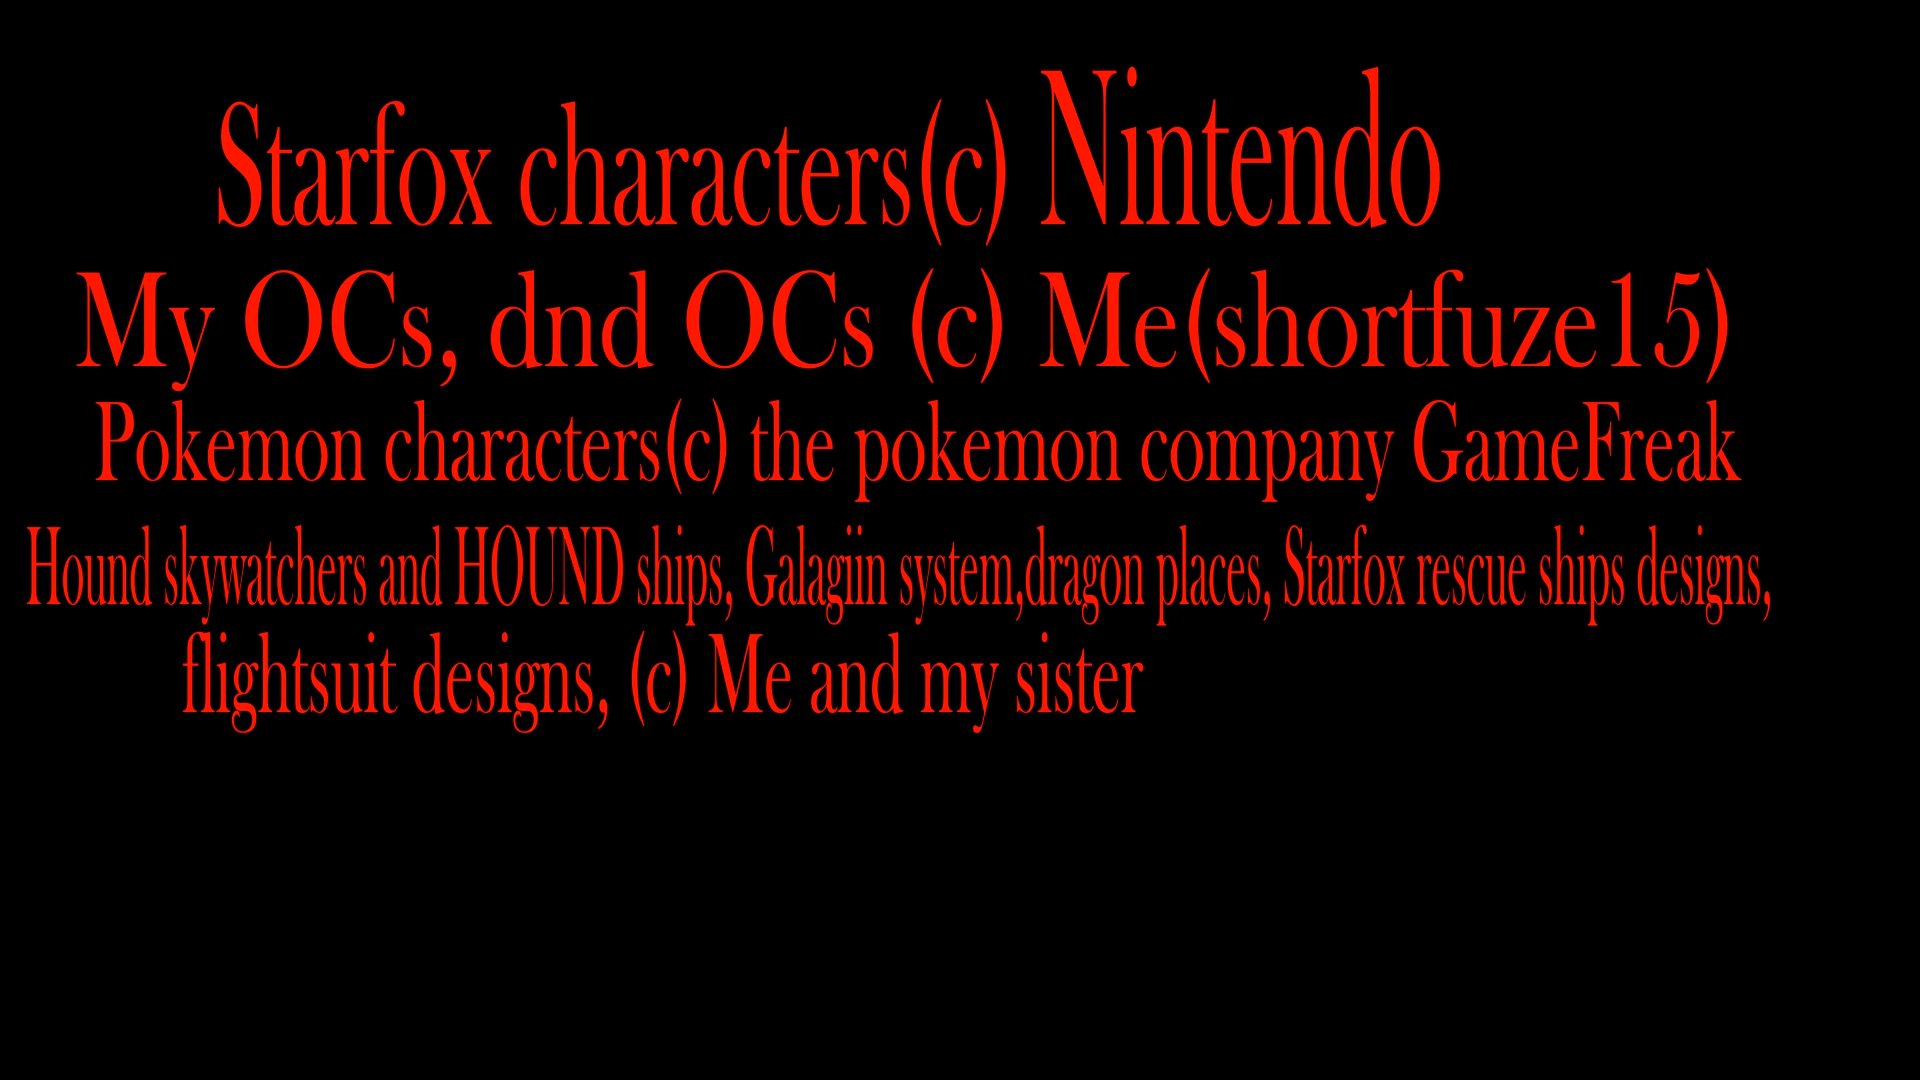 Starfox characters(c) Nintendo
My OCs, dnd OCs (c) Me(shortfuze15)
Pokemon characters(c) the pokemon company GameFreak
Hound skywatchers and HOUND ships, Galagiin system,dragon places, Starfox rescue ships designs,
flightsuit designs, (c) Me and my sister